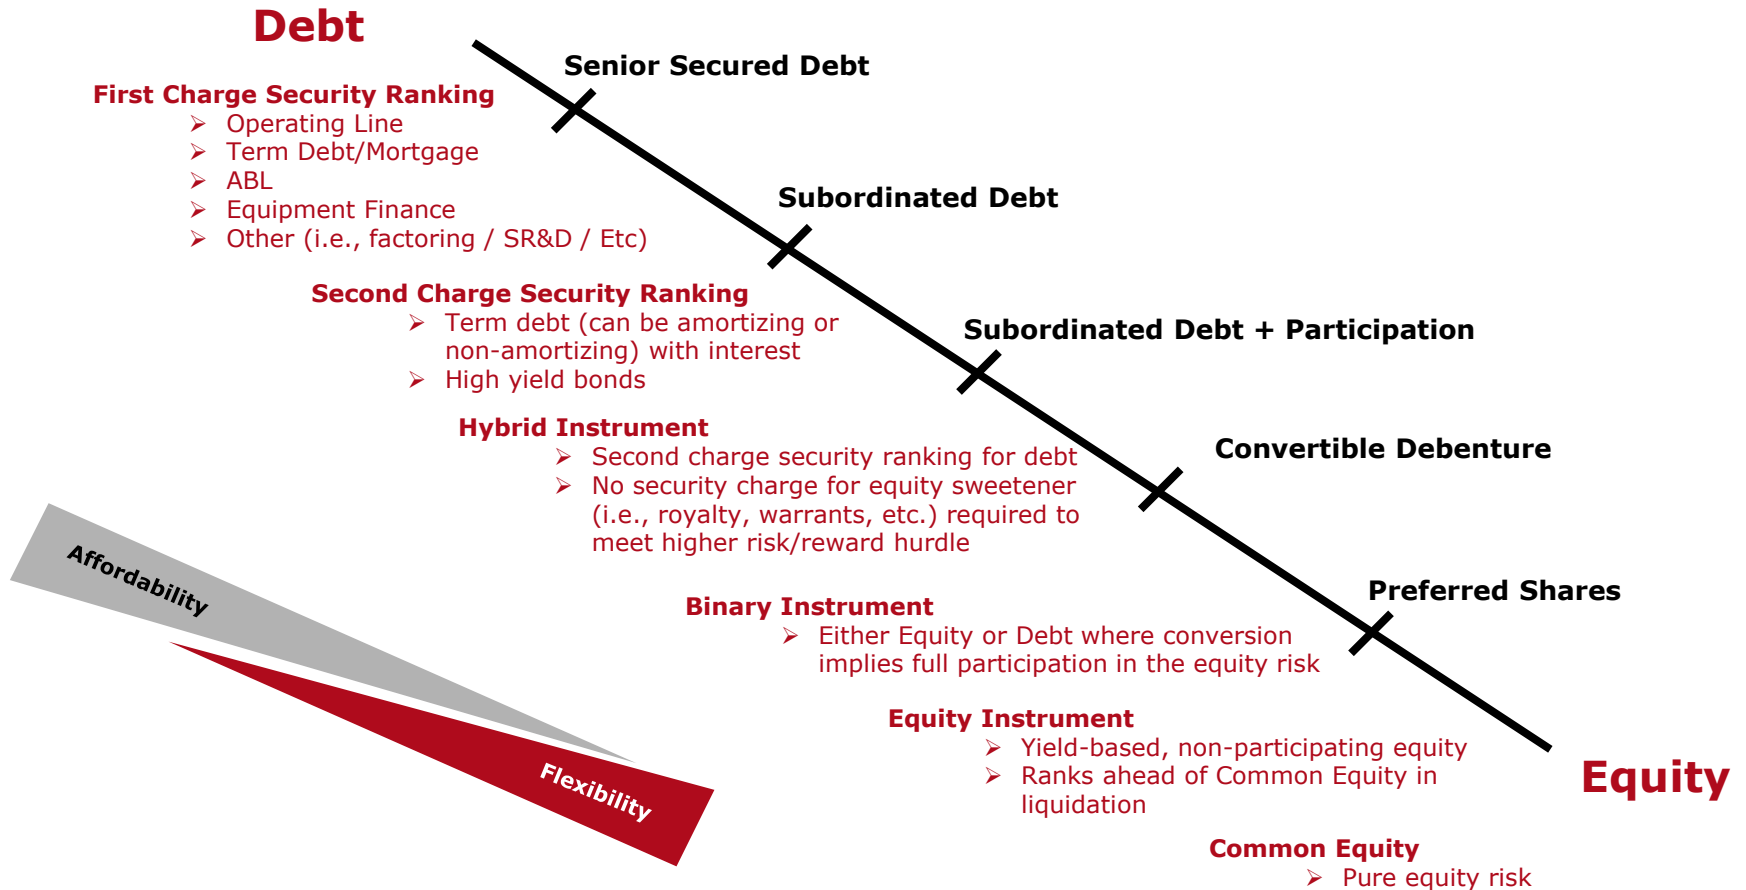 Debt
Senior Secured Debt
First Charge Security Ranking
➢ Operating Line
➢ Term Debt/Mortgage
➢ ABL
➢ Equipment Finance
➢ Other (i.e., factoring / SR&D / Etc)
Subordinated Debt
Second Charge Security Ranking
➢ Term debt (can be amortizing or
non-amortizing) with interest
➢ High yield bonds
Subordinated Debt + Participation
Hybrid Instrument
➢ Second charge security ranking for debt
➢ No security charge for equity sweetener
(i.e., royalty, warrants, etc.) required to
meet higher risk/reward hurdle
Convertible Debenture
Binary Instrument
➢ Either Equity or Debt where conversion
implies full participation in the equity risk
Preferred Shares
Equity Instrument
➢ Yield-based, non-participating equity
➢ Ranks ahead of Common Equity in
liquidation
Equity
Common Equity
➢ Pure equity risk
Affordability
Flexibility